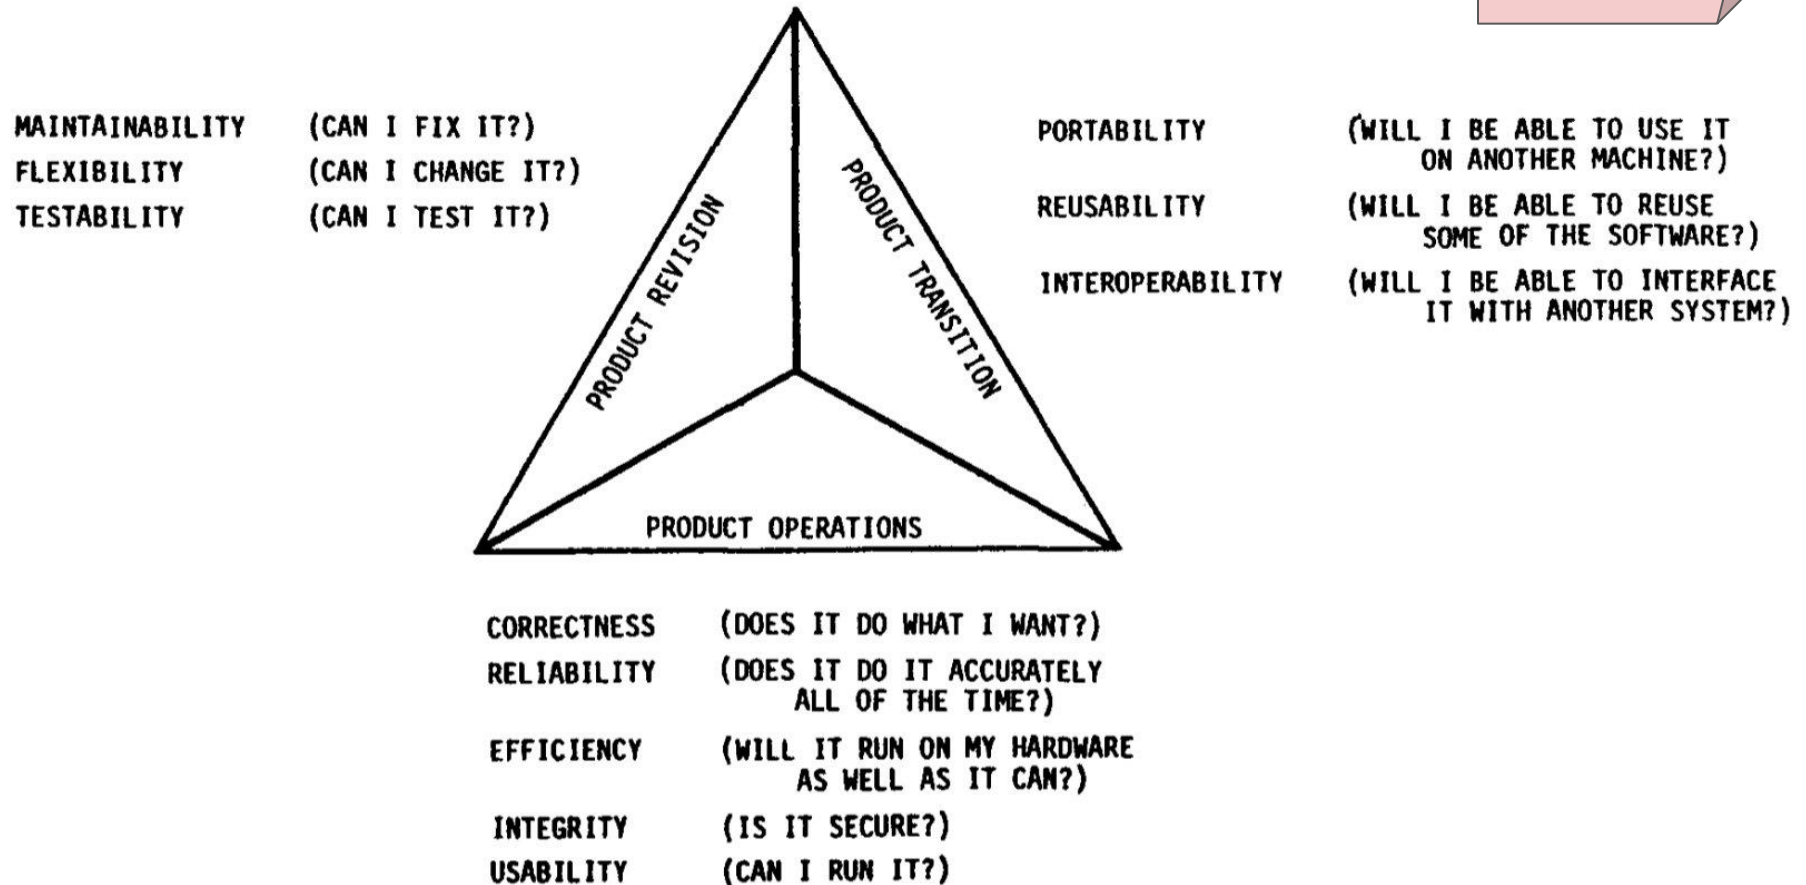 MAINTAINABILITY (CAN I FIX IT?)
FLEXIBILITY (CAN I CHANGE IT?)
TESTABILITY (CAN I TEST IT?)
PORTABILITY (WILL I BE ABLE TO USE IT
ON ANOTHER MACHINE?)
REUSABILITY (WILL I BE ABLE TO REUSE
SOME OF THE SOFTWARE?)
INTEROPERABILITY (WILL I BE ABLE TO INTERFACE
IT WITH ANOTHER SYSTEM?)
PRODUCT REVISION
PRODUCT TRANSITION
PRODUCT OPERATIONS
CORRECTNESS (DOES IT DO WHAT I WANT?)
RELIABILITY (DOES IT DO IT ACCURATELY
ALL OF THE TIME?)
EFFICIENCY (WILL IT RUN ON MY HARDWARE
AS WELL AS IT CAN?)
INTEGRITY (IS IT SECURE?)
USABILITY (CAN I RUN IT?)